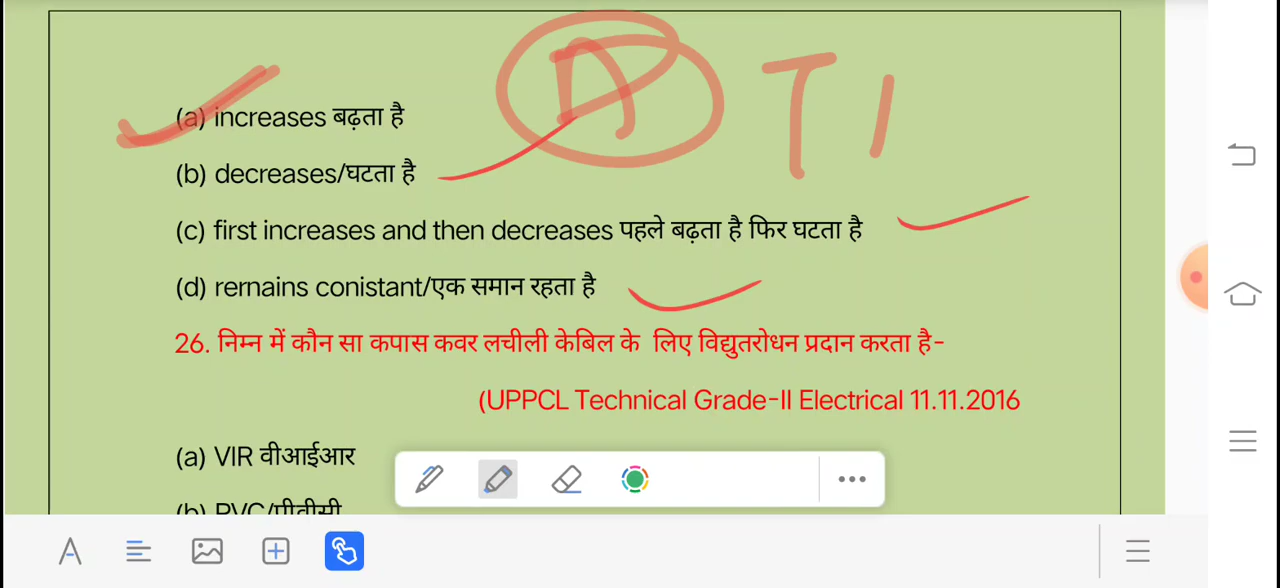 (a) increases बढ़ता है
(b) decreases/घटता है
(c) first increases and then decreases पहले बढ़ता है फिर घटता है
(d) rernains conistant/एक समान रहता है
26. निम्न में कौन सा कपास कवर लचीली केबिल के लिए विद्युतरोधन प्रदान करता है-
(UPPCL Technical Grade-II Electrical 11.11.2016
(a) VIR वीआईआर
(b) PVC/पीवीसी